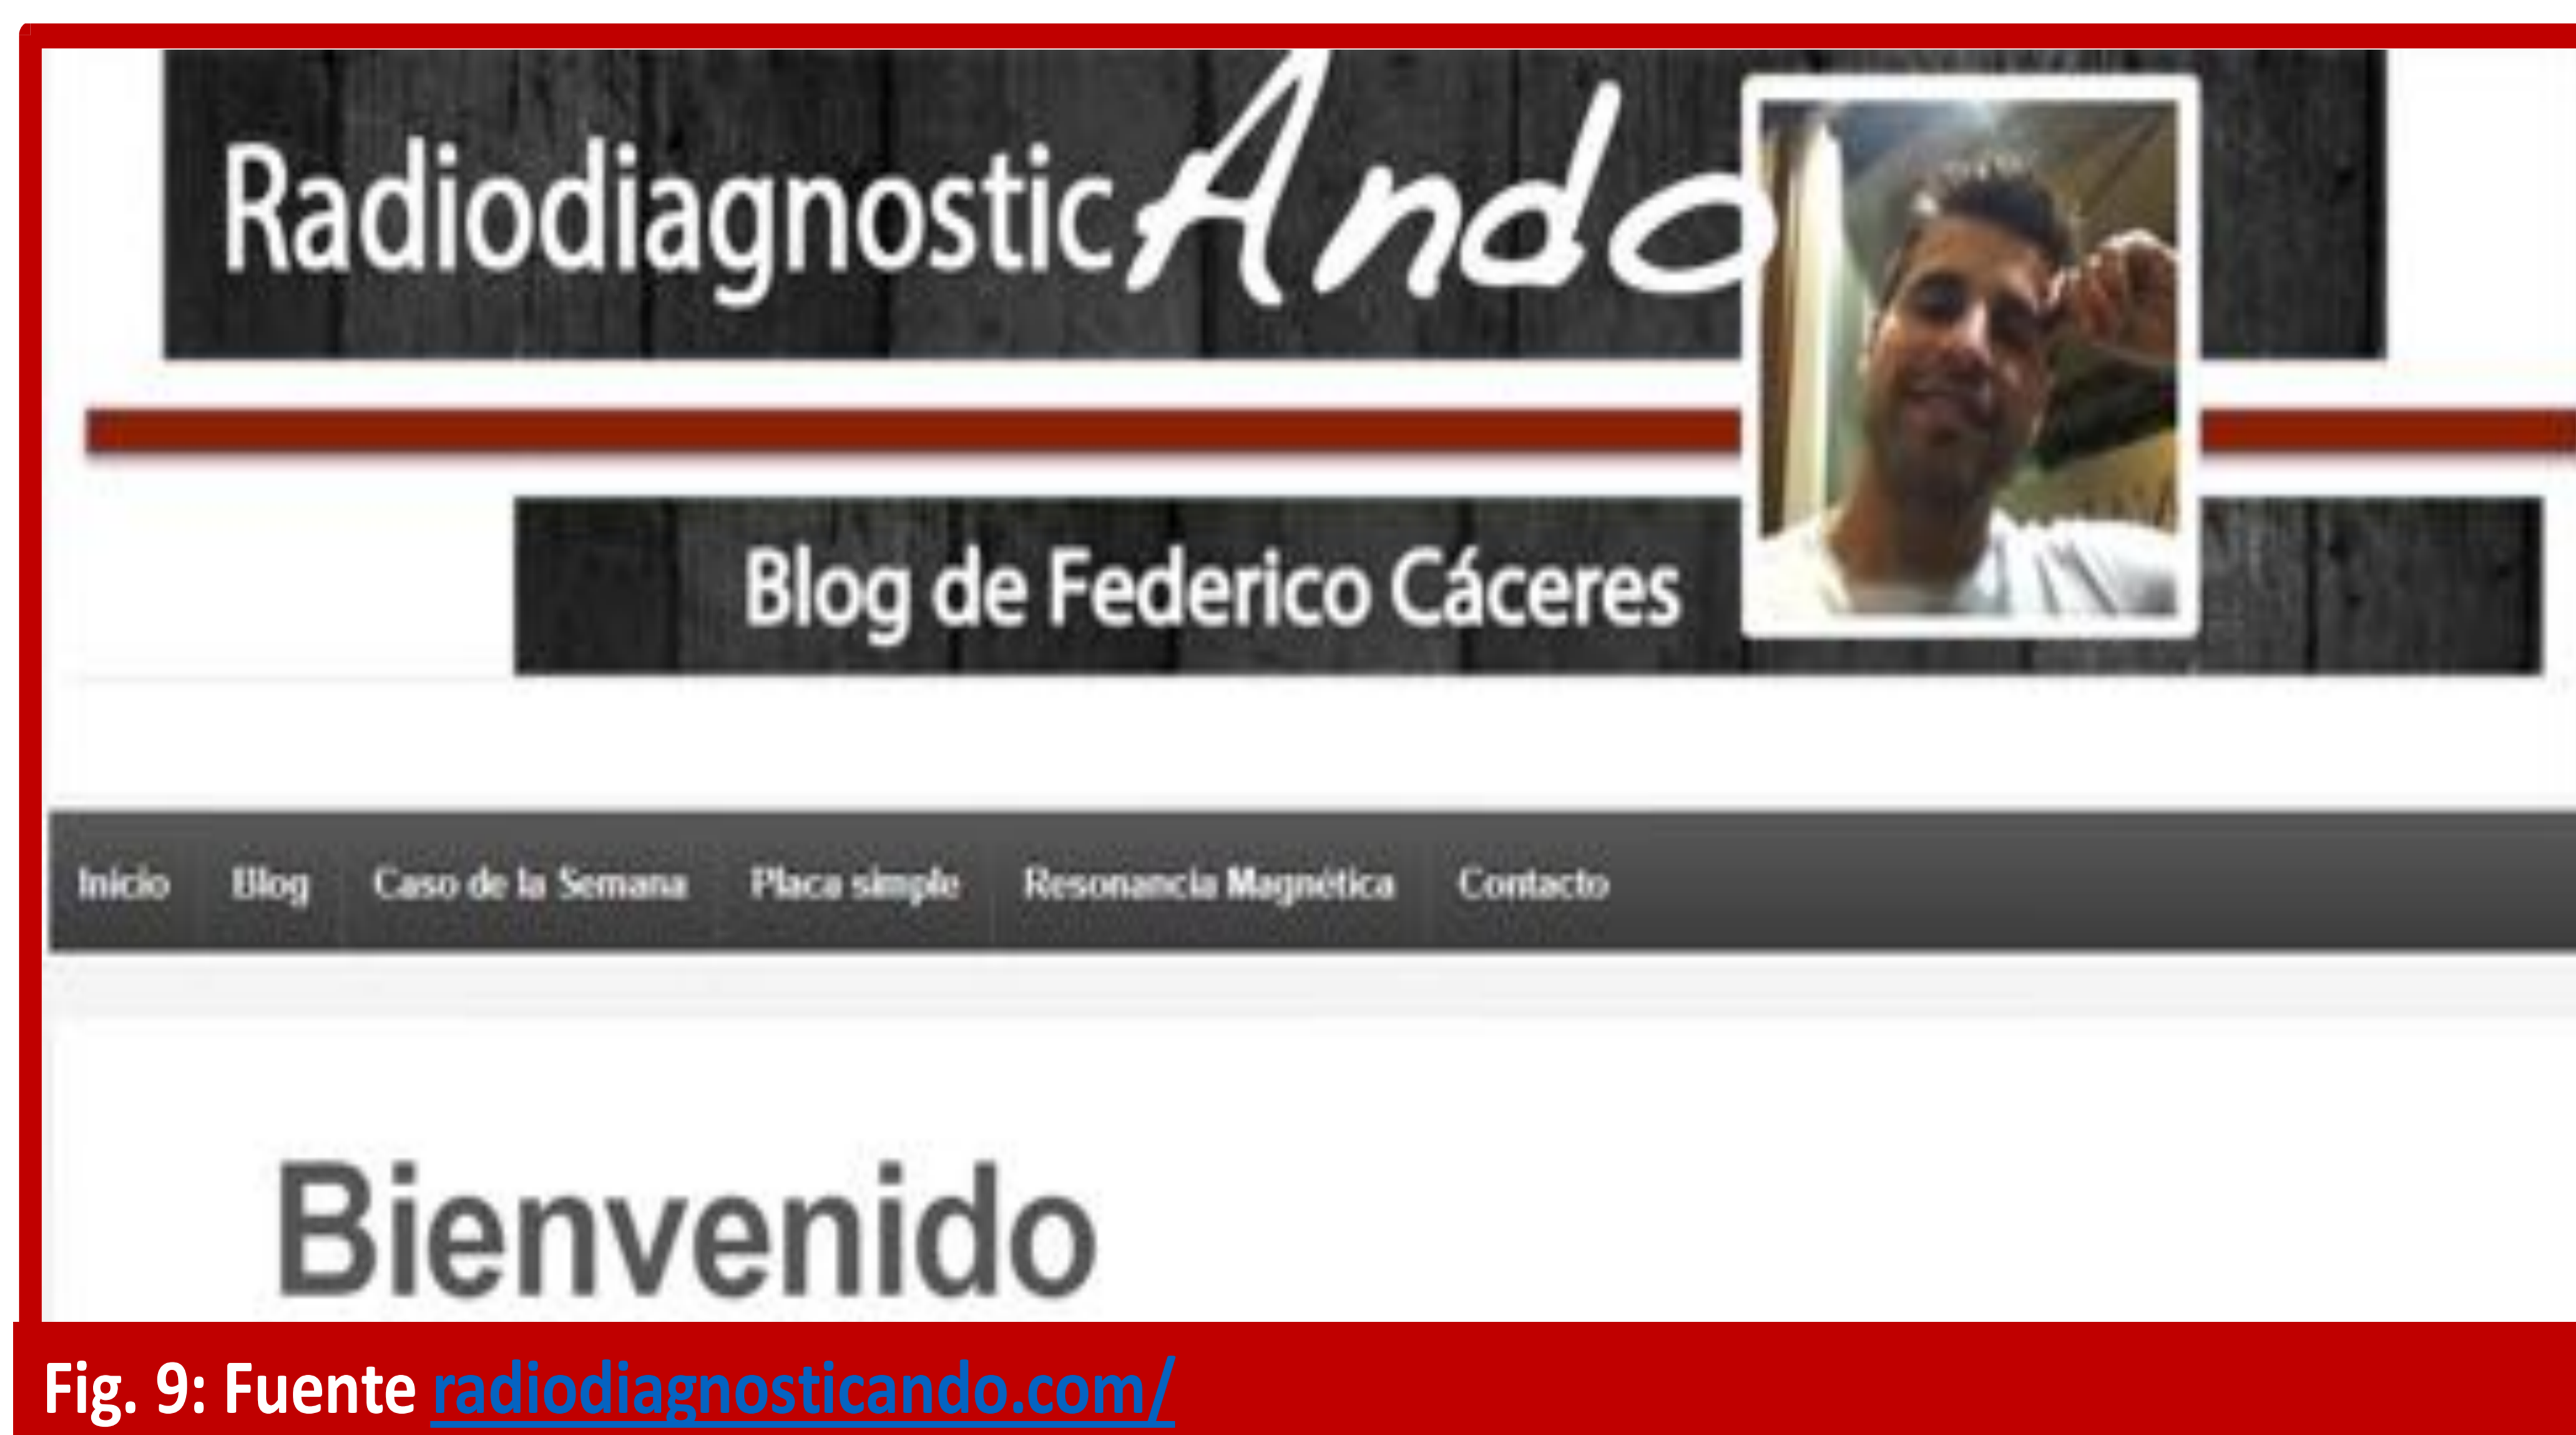 RadiodiagnosticAndo
Blog de Federico Cáceres
Inicio Blog Caso de la Semana Placa simple Resonancia Magnética Contacto
Bienvenido
Fig. 9: Fuente radiodiagnosticando.com/